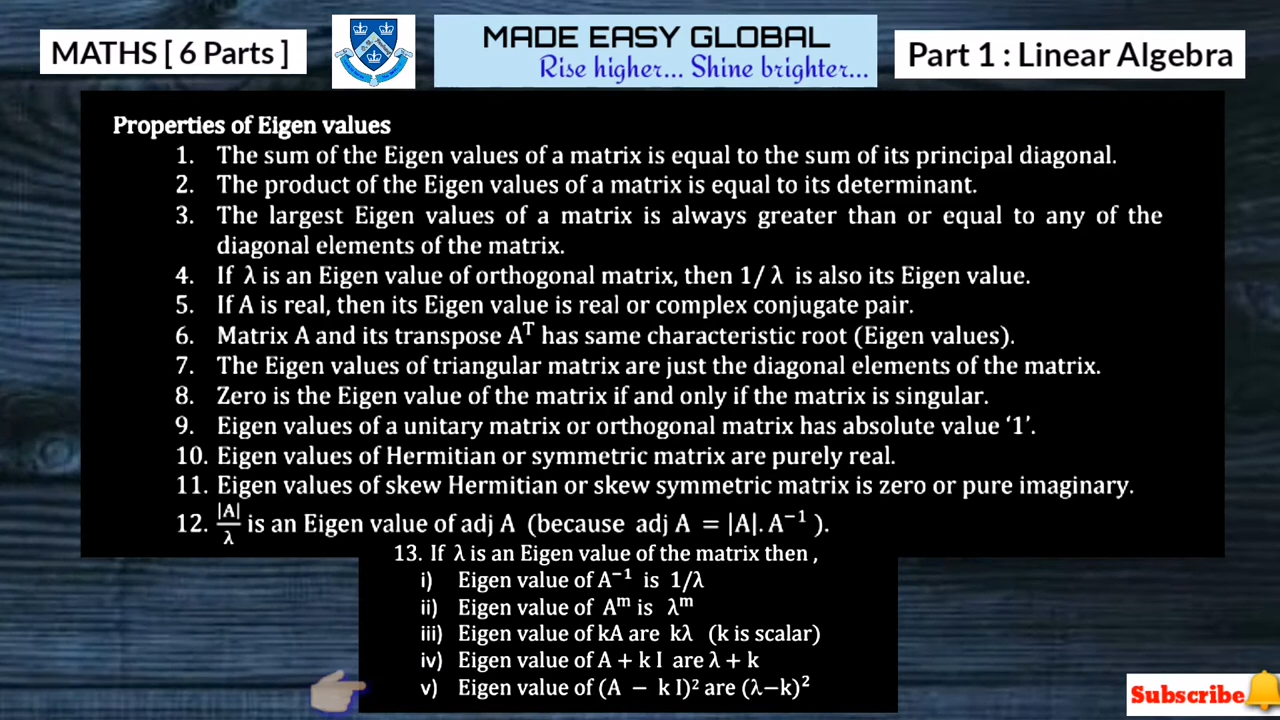 MATHS [ 6 Parts ]
MADE EASY GLOBAL
Rise higher... Shine brighter...
Part 1 : Linear Algebra
Properties of Eigen values
1. The sum of the Eigen values of a matrix is equal to the sum of its principal diagonal.
2. The product of the Eigen values of a matrix is equal to its determinant.
3. The largest Eigen values of a matrix is always greater than or equal to any of the
diagonal elements of the matrix.
4. If λ is an Eigen value of orthogonal matrix, then 1/ λ is also its Eigen value.
5. If A is real, then its Eigen value is real or complex conjugate pair.
6. Matrix A and its transpose Aᵀ has same characteristic root (Eigen values).
7. The Eigen values of triangular matrix are just the diagonal elements of the matrix.
8. Zero is the Eigen value of the matrix if and only if the matrix is singular.
9. Eigen values of a unitary matrix or orthogonal matrix has absolute value ‘1’.
10. Eigen values of Hermitian or symmetric matrix are purely real.
11. Eigen values of skew Hermitian or skew symmetric matrix is zero or pure imaginary.
12. |A|/λ is an Eigen value of adj A (because adj A = |A|. A⁻¹ ).
13. If λ is an Eigen value of the matrix then ,
i) Eigen value of A⁻¹ is 1/λ
ii) Eigen value of Aᵐ is λᵐ
iii) Eigen value of kA are kλ (k is scalar)
iv) Eigen value of A + k I are λ + k
v) Eigen value of (A − k I)² are (λ−k)²
Subscribe